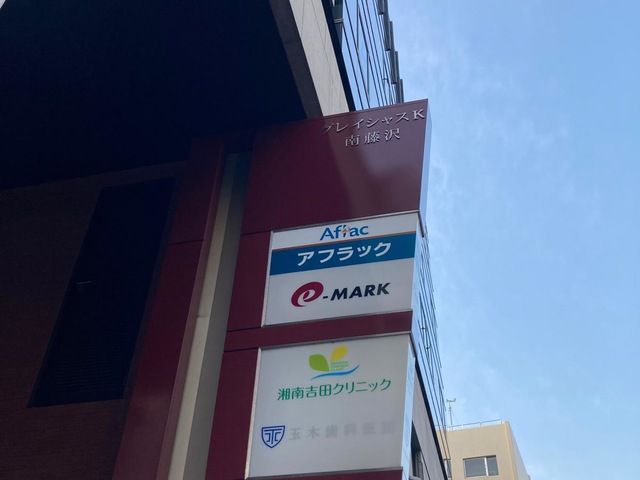 グレイシャスK
南藤沢
Aflac
アフラック
e-MARK
湘南吉田クリニック
玉木歯科医院